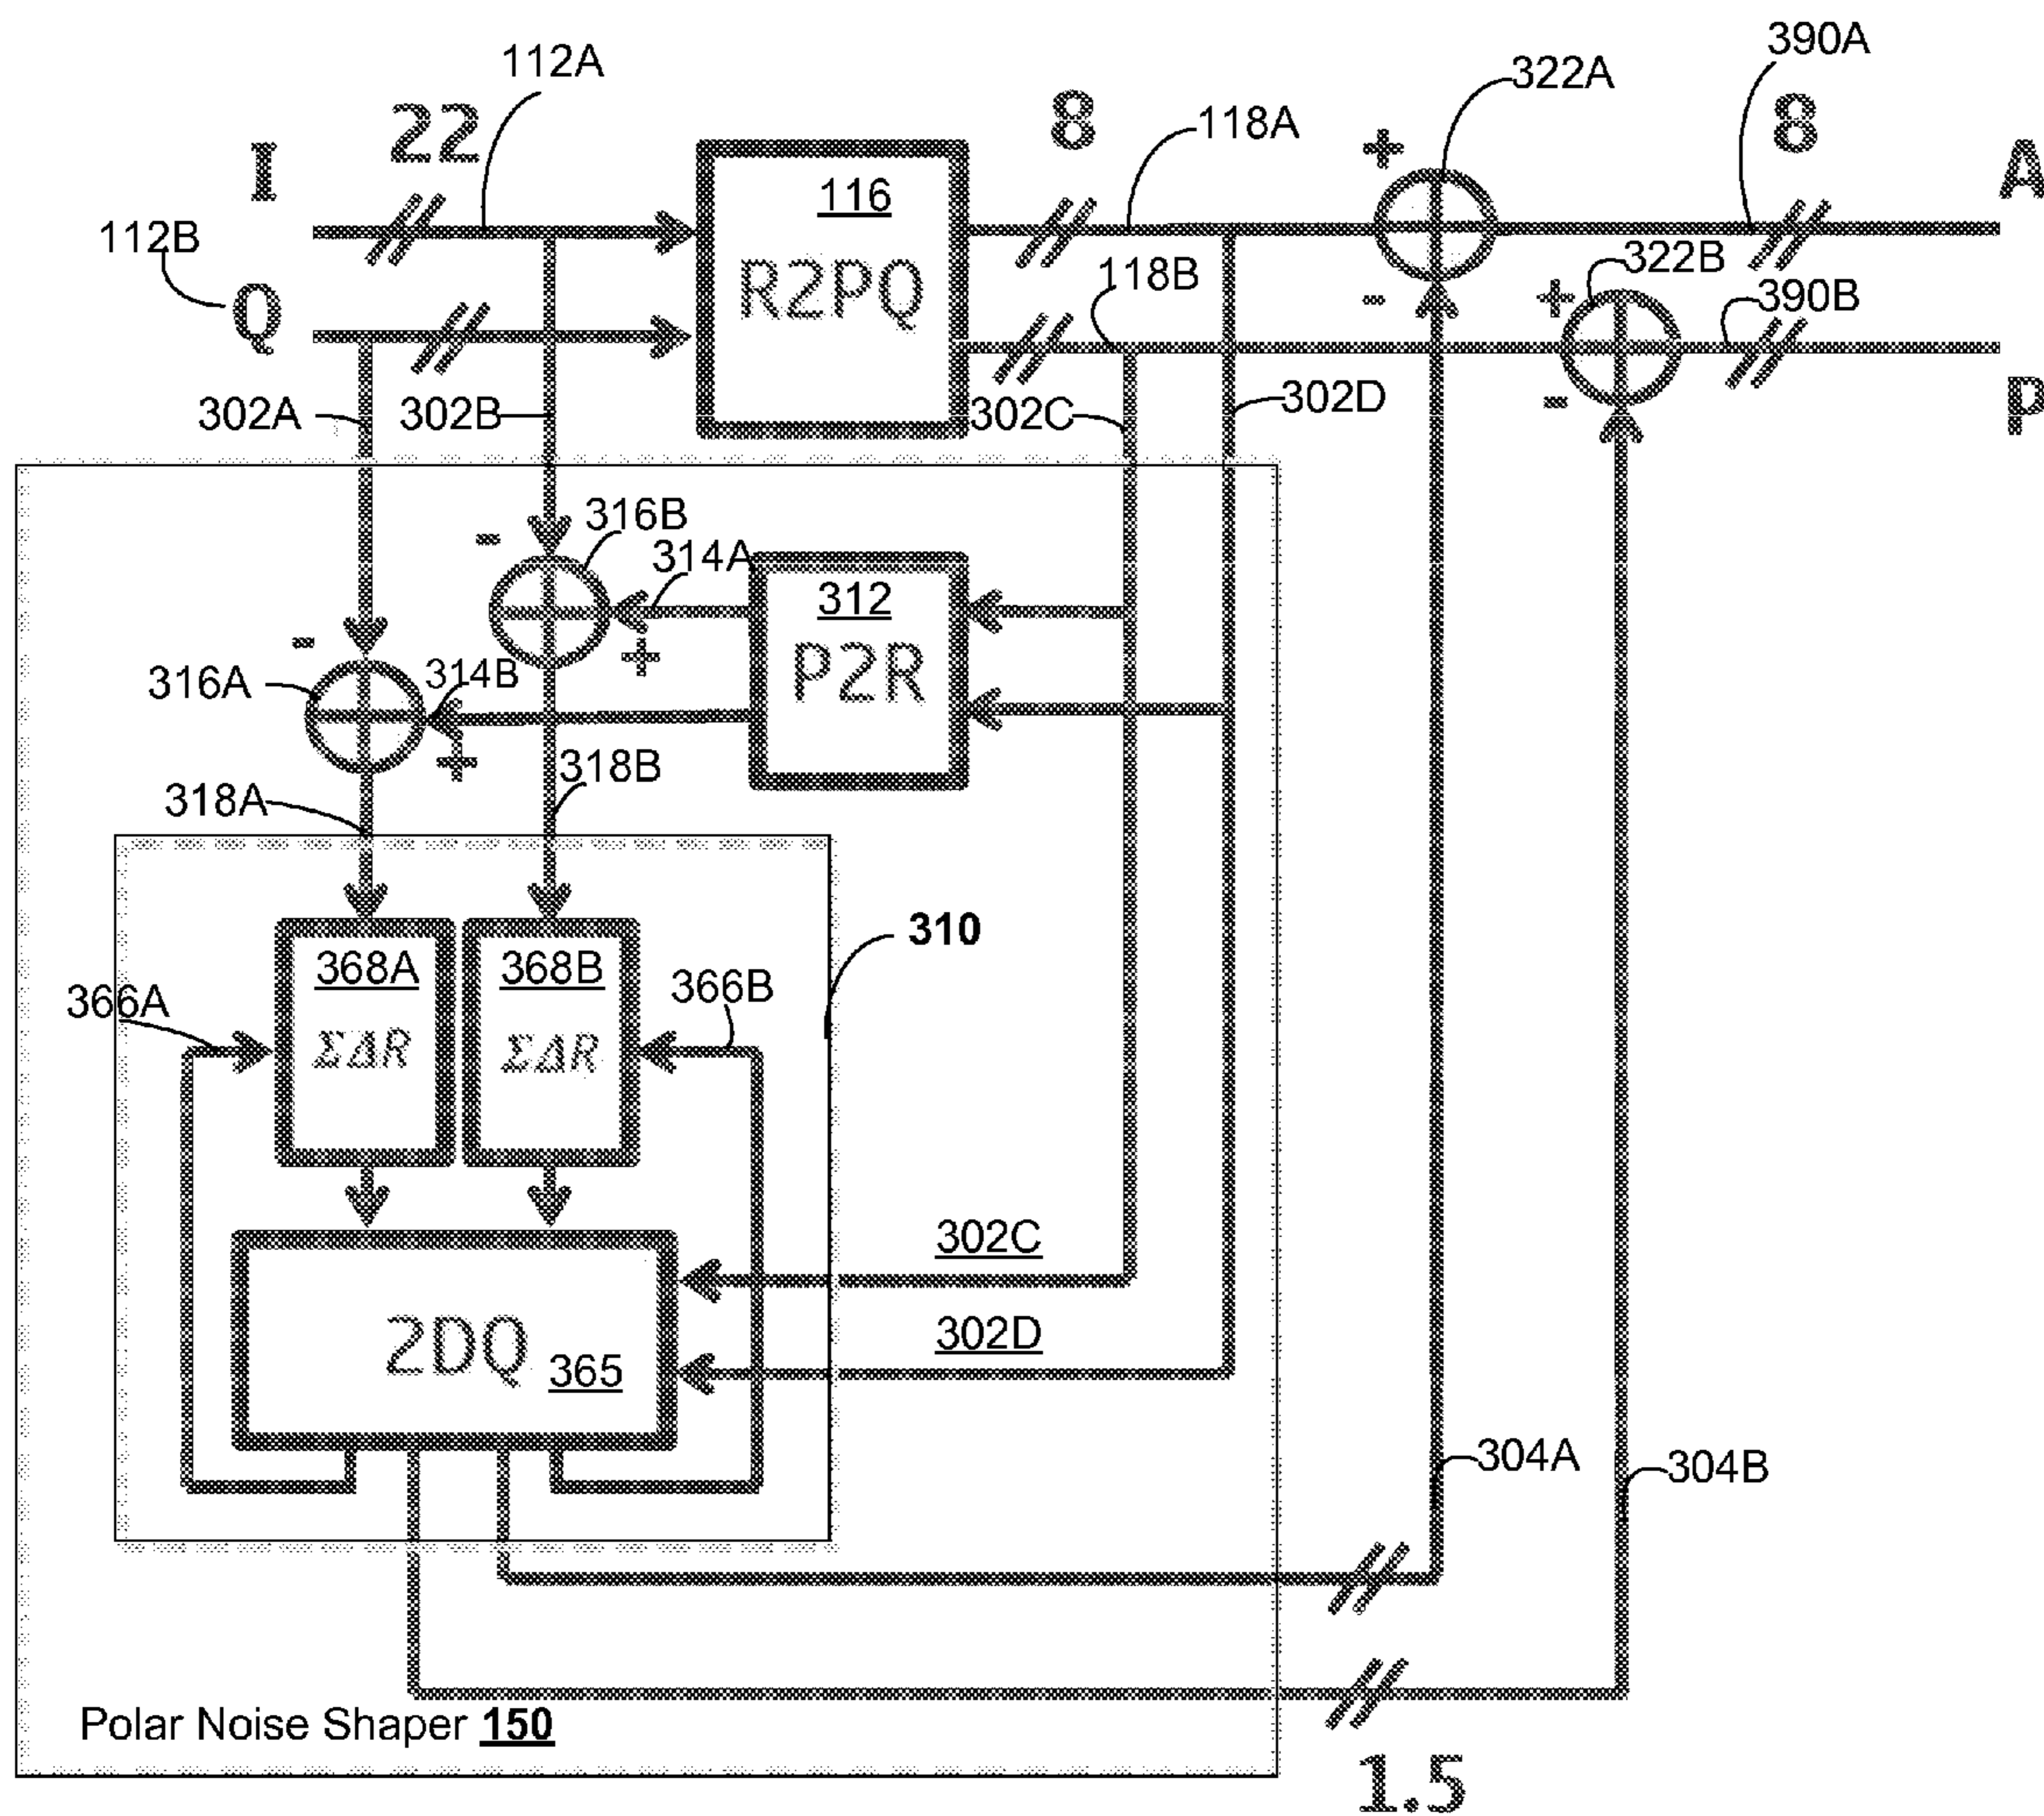 390A
112A
322A
22
8
8
118A
I
A
116
112B
322B
R2PQ
118B
390B
Q
+
-
+
-
302A
302B
302C
302D
P
316B
-
314A
312
-
+
P2R
316A
314B
+
318B
318A
310
368A
368B
366A
366B
ΣΔR
ΣΔR
302C
2DQ
365
302D
304A
304B
Polar Noise Shaper 150
1.5